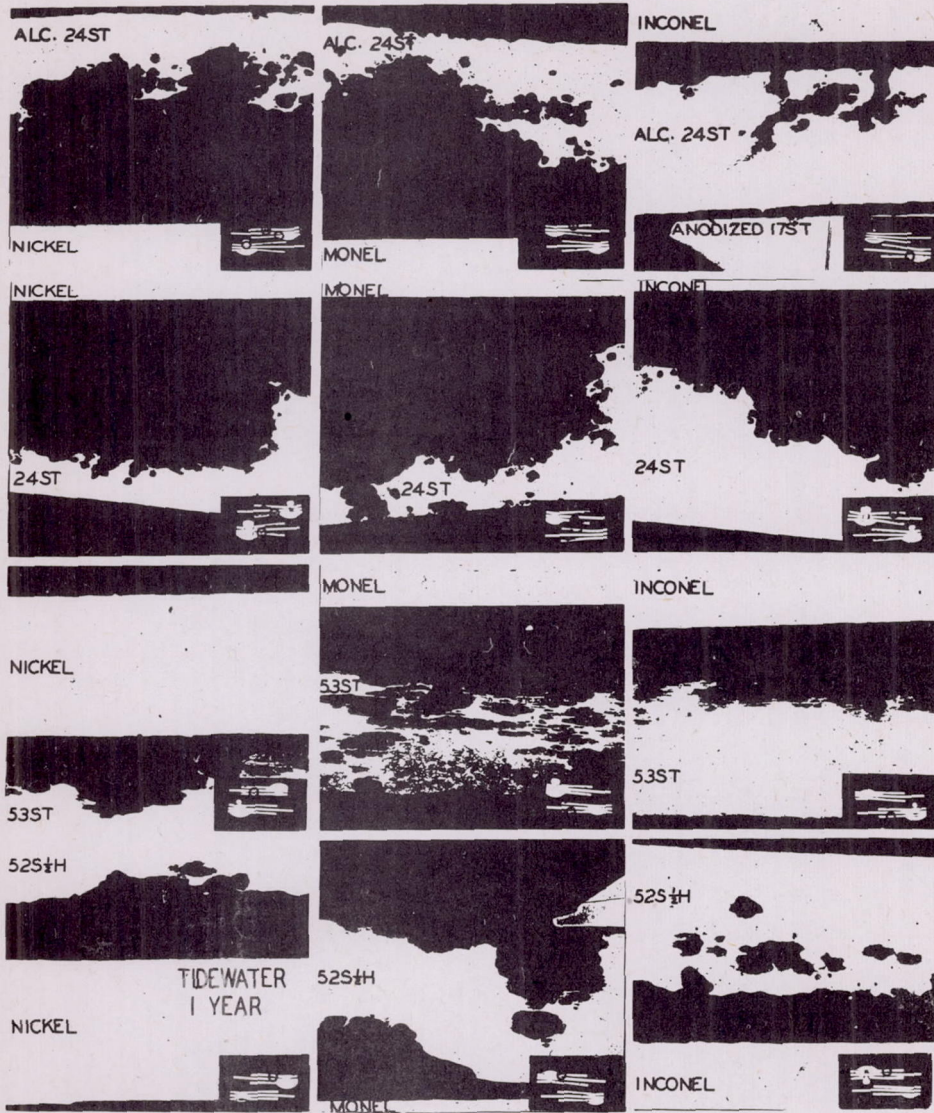 ALC. 24ST
NICKEL
ALC. 24ST
MONEL
INCONEL
ALC. 24ST
ANODIZED 17ST
NICKEL
24ST
MONEL
24ST
INCONEL
24ST
NICKEL
53ST
MONEL
53ST
INCONEL
53ST
52S½H
TIDEWATER
1 YEAR
NICKEL
52S½H
MONEL
52S½H
INCONEL